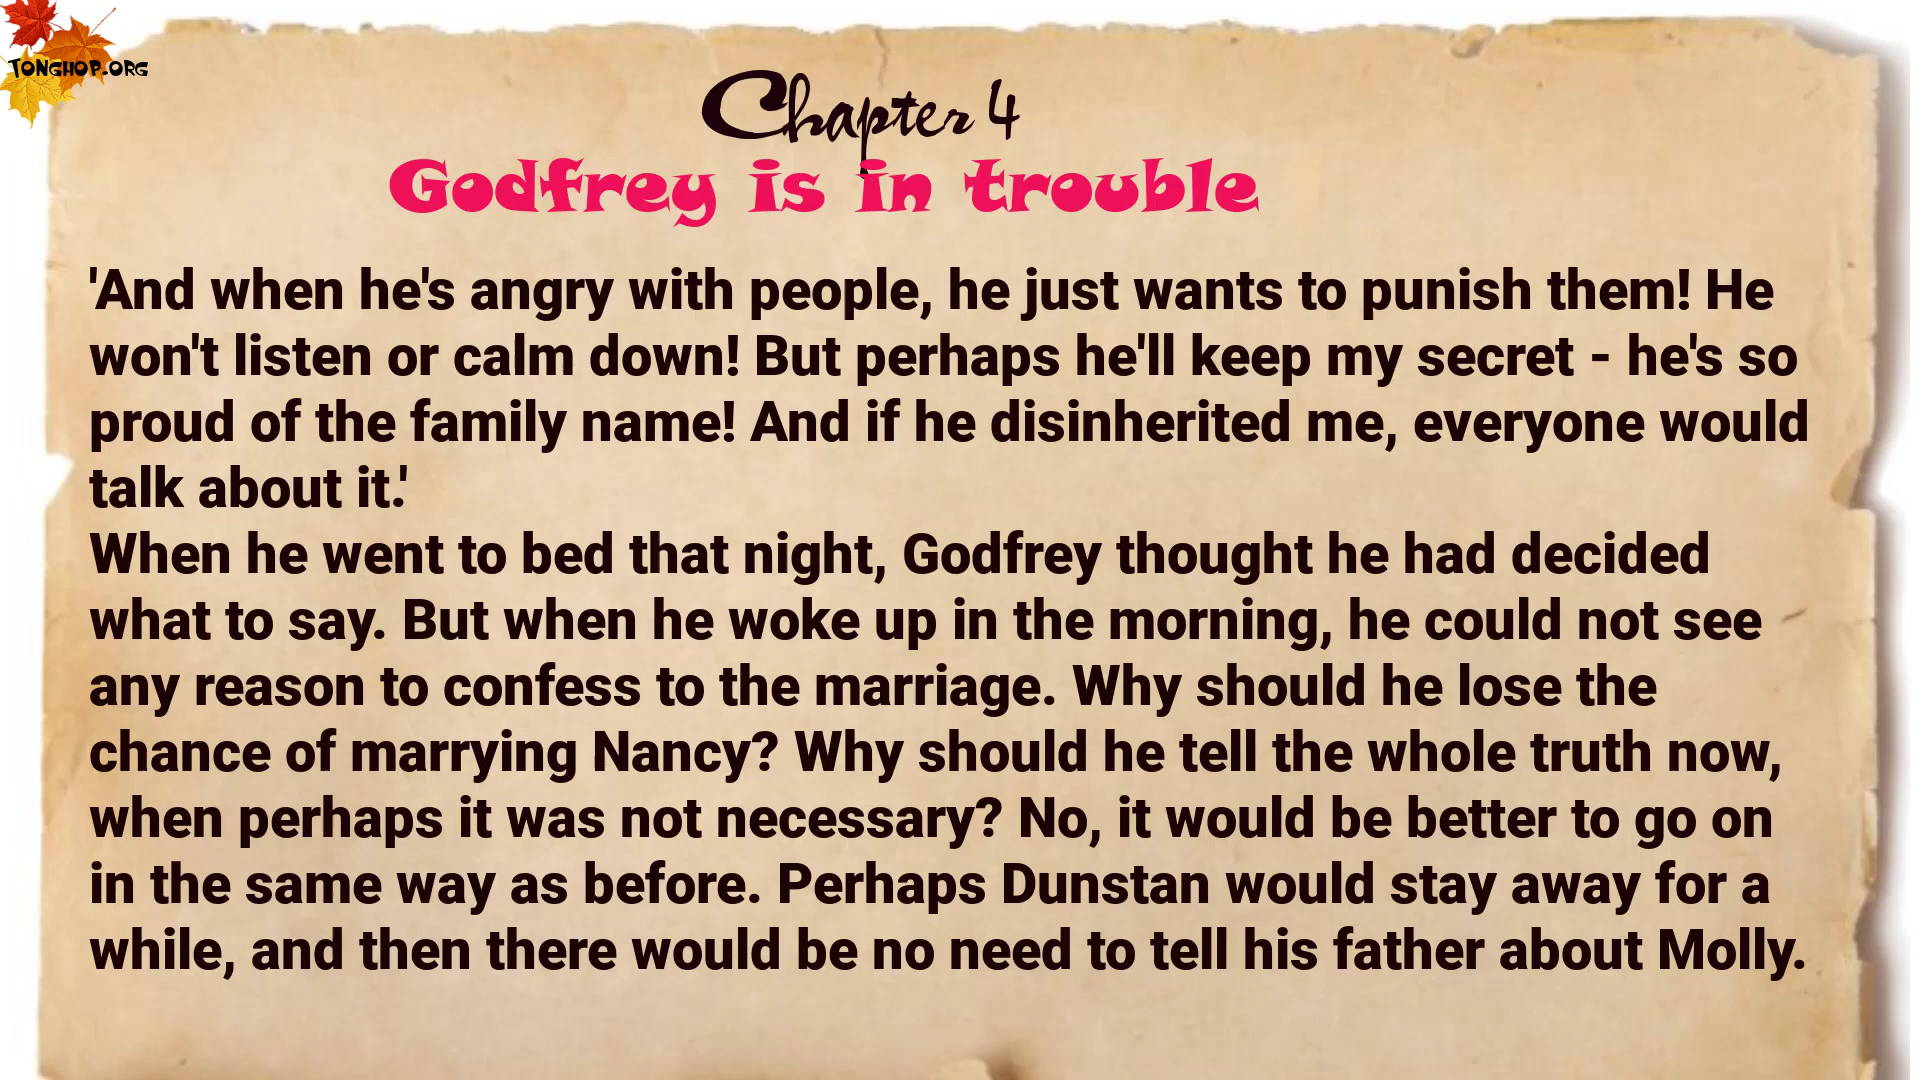 TONGHOP.ORG
Chapter 4
Godfrey is in trouble
'And when he's angry with people, he just wants to punish them! He
won't listen or calm down! But perhaps he'll keep my secret - he's so
proud of the family name! And if he disinherited me, everyone would
talk about it.'
When he went to bed that night, Godfrey thought he had decided
what to say. But when he woke up in the morning, he could not see
any reason to confess to the marriage. Why should he lose the
chance of marrying Nancy? Why should he tell the whole truth now,
when perhaps it was not necessary? No, it would be better to go on
in the same way as before. Perhaps Dunstan would stay away for a
while, and then there would be no need to tell his father about Molly.